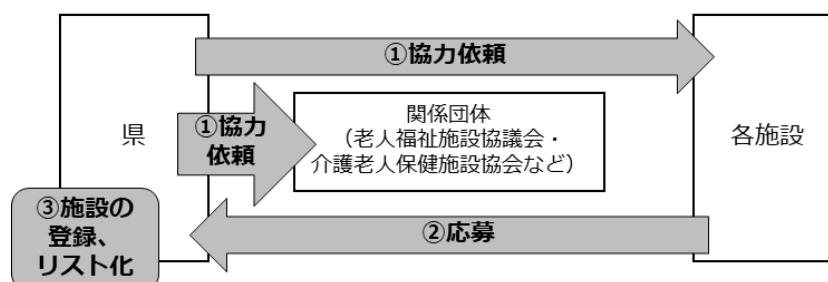 ①協力依頼
県
①協力
依頼
関係団体
（老人福祉施設協議会・
介護老人保健施設協会など）
各施設
③施設の
登録、
リスト化
②応募